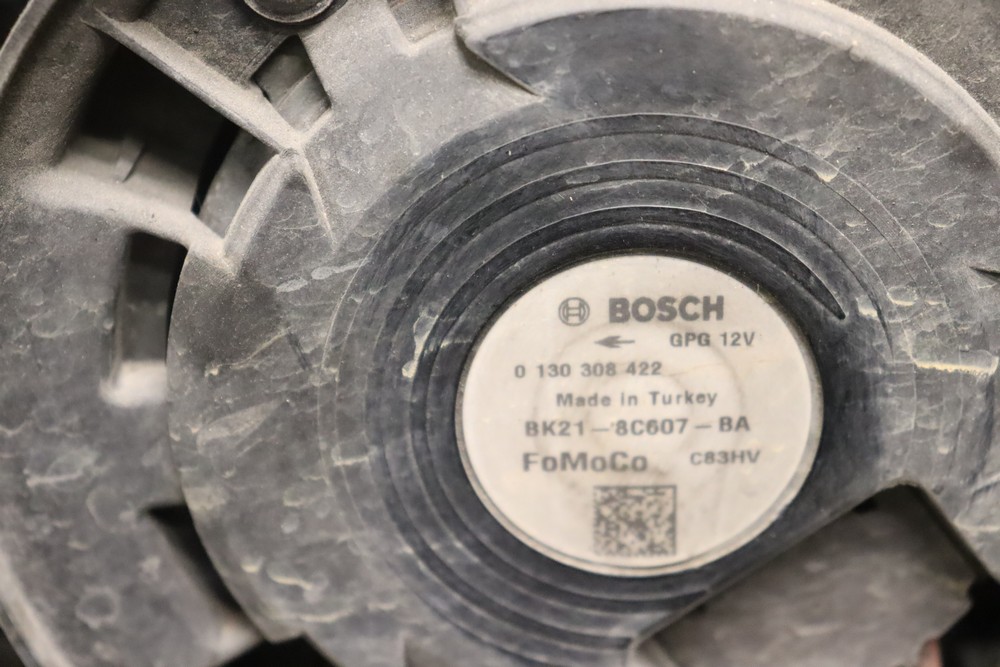 BOSCH
GPG 12V
0 130 308 422
Made in Turkey
BK21-8C607-BA
FoMoCo C83HV